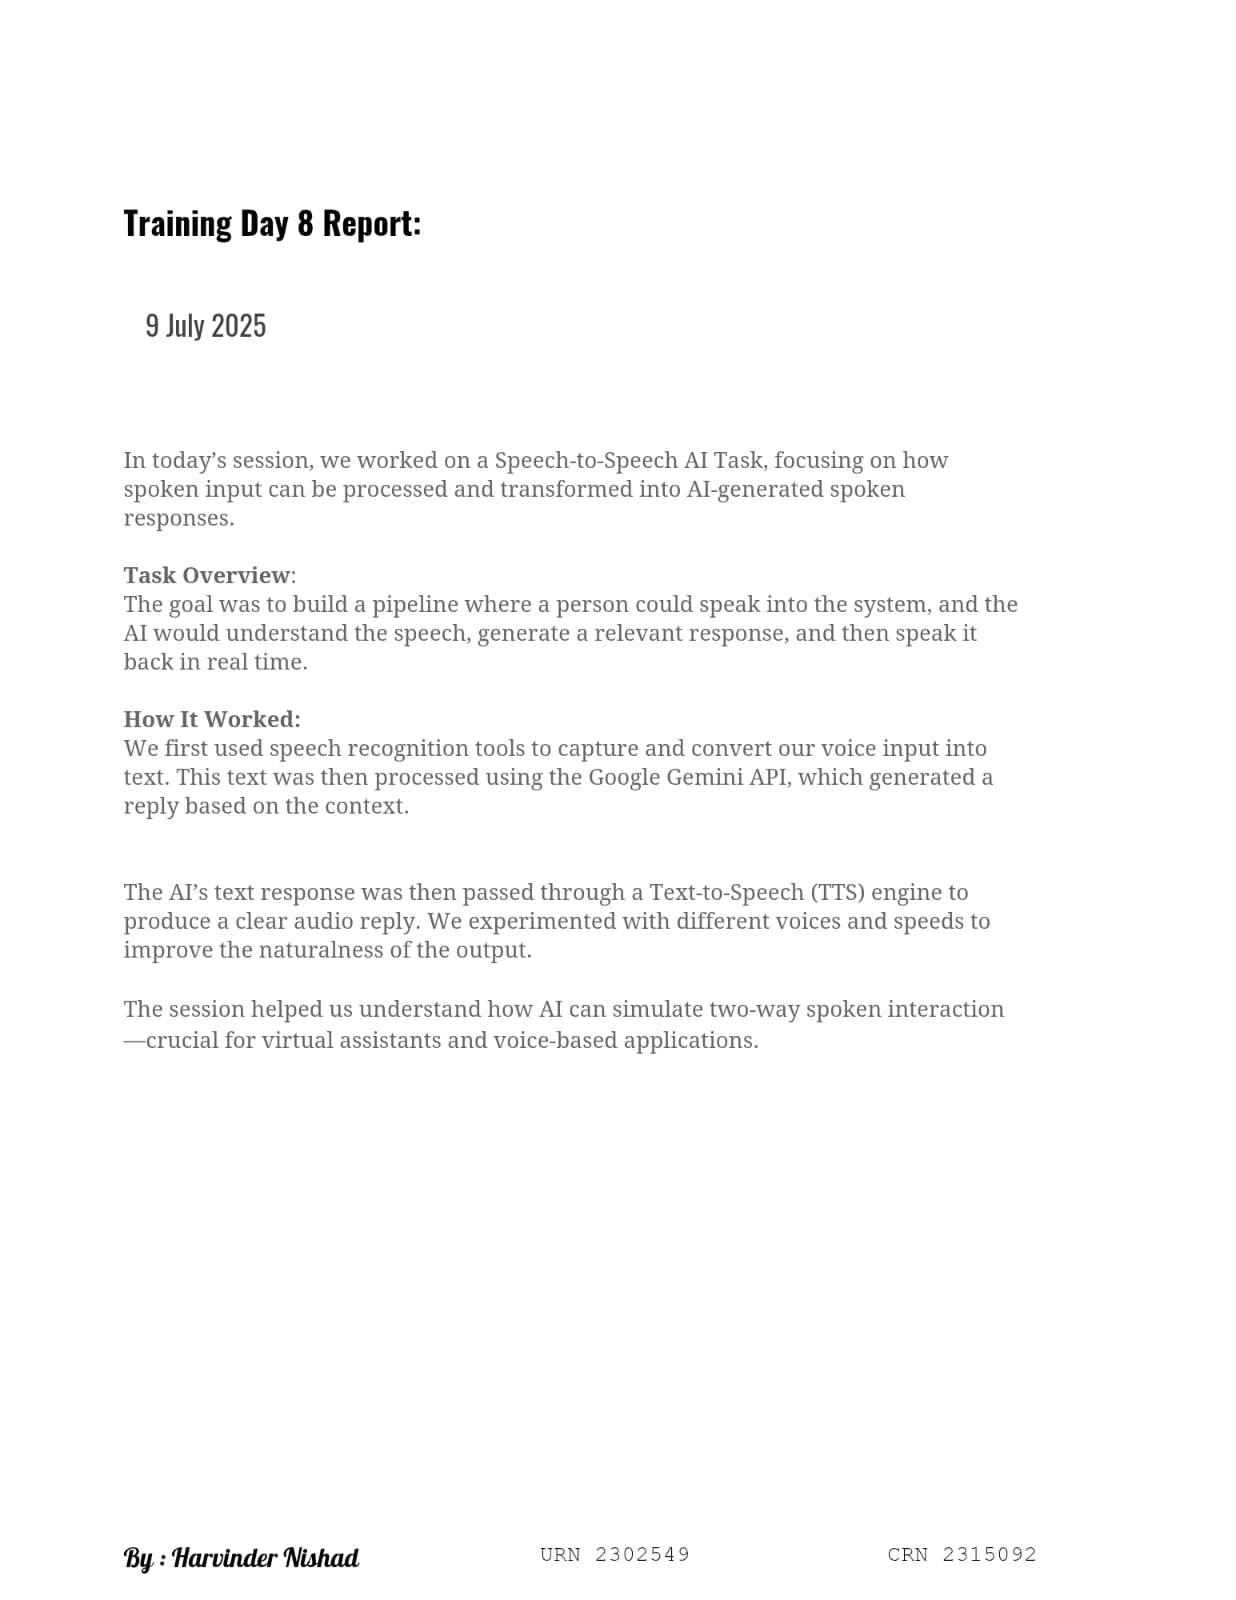 Training Day 8 Report:
9 July 2025
In today’s session, we worked on a Speech-to-Speech AI Task, focusing on how
spoken input can be processed and transformed into AI-generated spoken
responses.
Task Overview:
The goal was to build a pipeline where a person could speak into the system, and the
AI would understand the speech, generate a relevant response, and then speak it
back in real time.
How It Worked:
We first used speech recognition tools to capture and convert our voice input into
text. This text was then processed using the Google Gemini API, which generated a
reply based on the context.
The AI’s text response was then passed through a Text-to-Speech (TTS) engine to
produce a clear audio reply. We experimented with different voices and speeds to
improve the naturalness of the output.
The session helped us understand how AI can simulate two-way spoken interaction
—crucial for virtual assistants and voice-based applications.
By : Harvinder Nishad URN 2302549 CRN 2315092